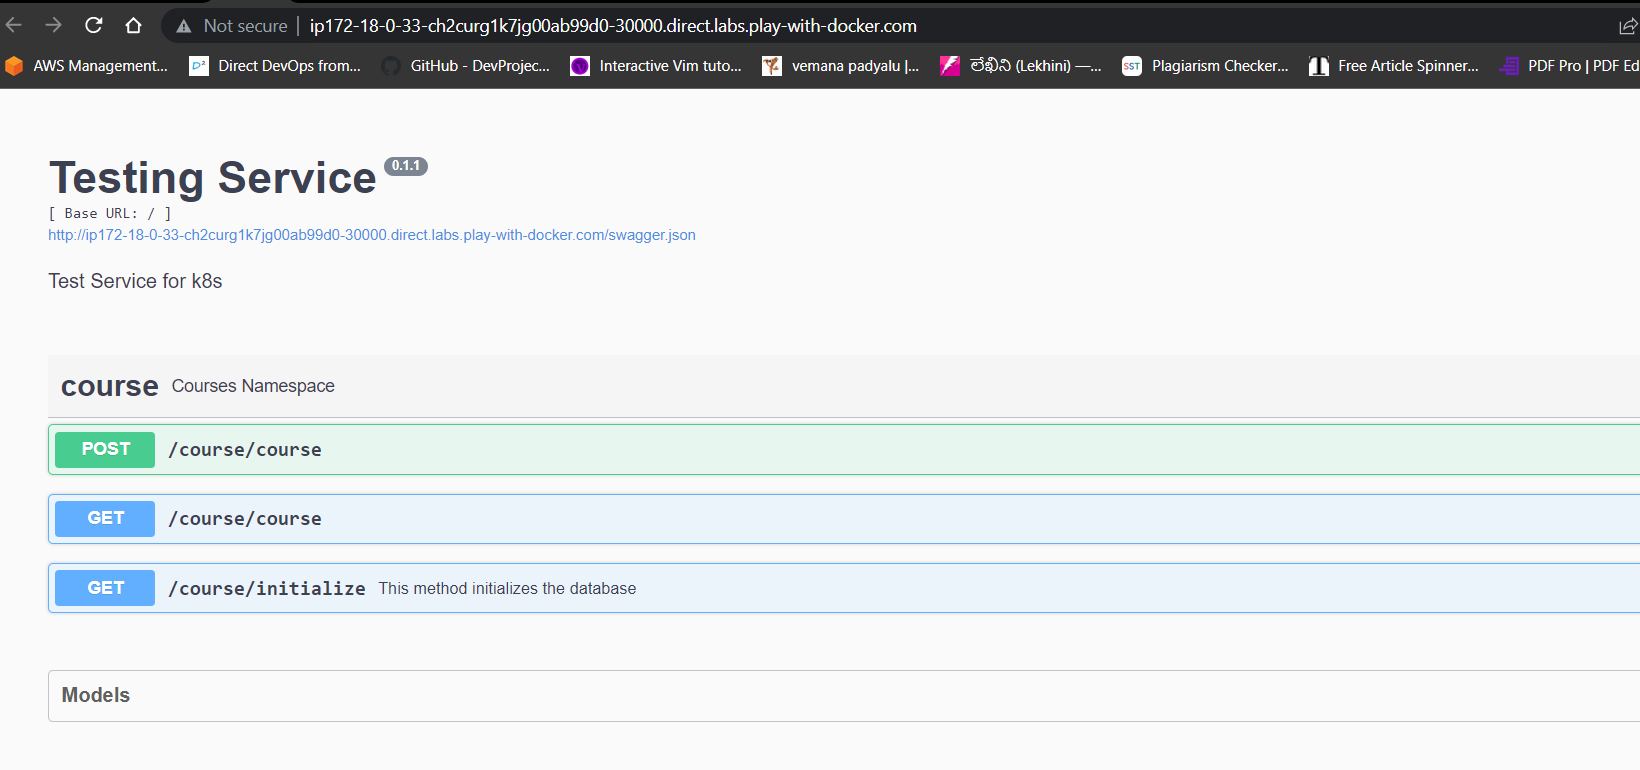 Not secure | ip172-18-0-33-ch2curg1k7jg00ab99d0-30000.direct.labs.play-with-docker.com
AWS Management... D² Direct DevOps from... GitHub - DevProjec... Interactive Vim tuto... vemana padyalu |... లేఖిని (Lekhini) —... SST Plagiarism Checker... Free Article Spinner... PDF Pro | PDF Ed
Testing Service 0.1.1
[ Base URL: / ]
http://ip172-18-0-33-ch2curg1k7jg00ab99d0-30000.direct.labs.play-with-docker.com/swagger.json
Test Service for k8s
course Courses Namespace
POST /course/course
GET /course/course
GET /course/initialize This method initializes the database
Models